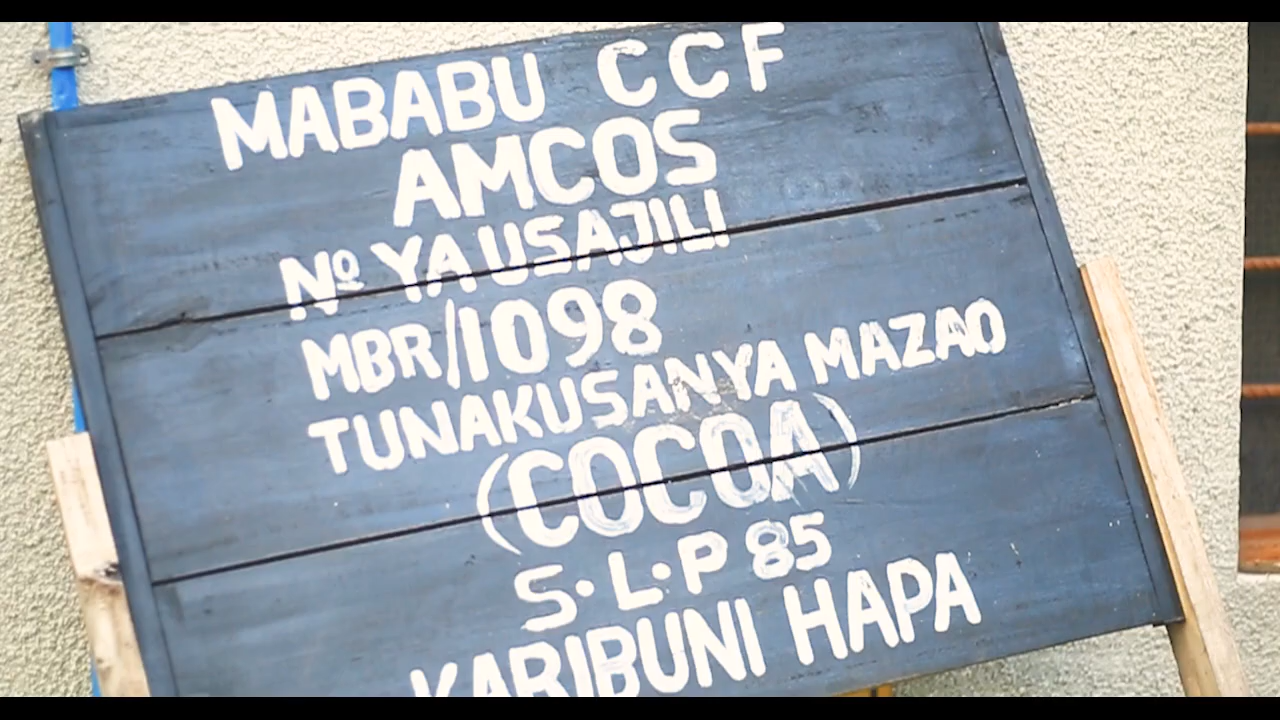 MABABU CCF
AMCOS
Nº YA USAJILI
MBR/1098
TUNAKUSANYA MAZAO
(COCOA)
S.L.P 85
KARIBUNI HAPA